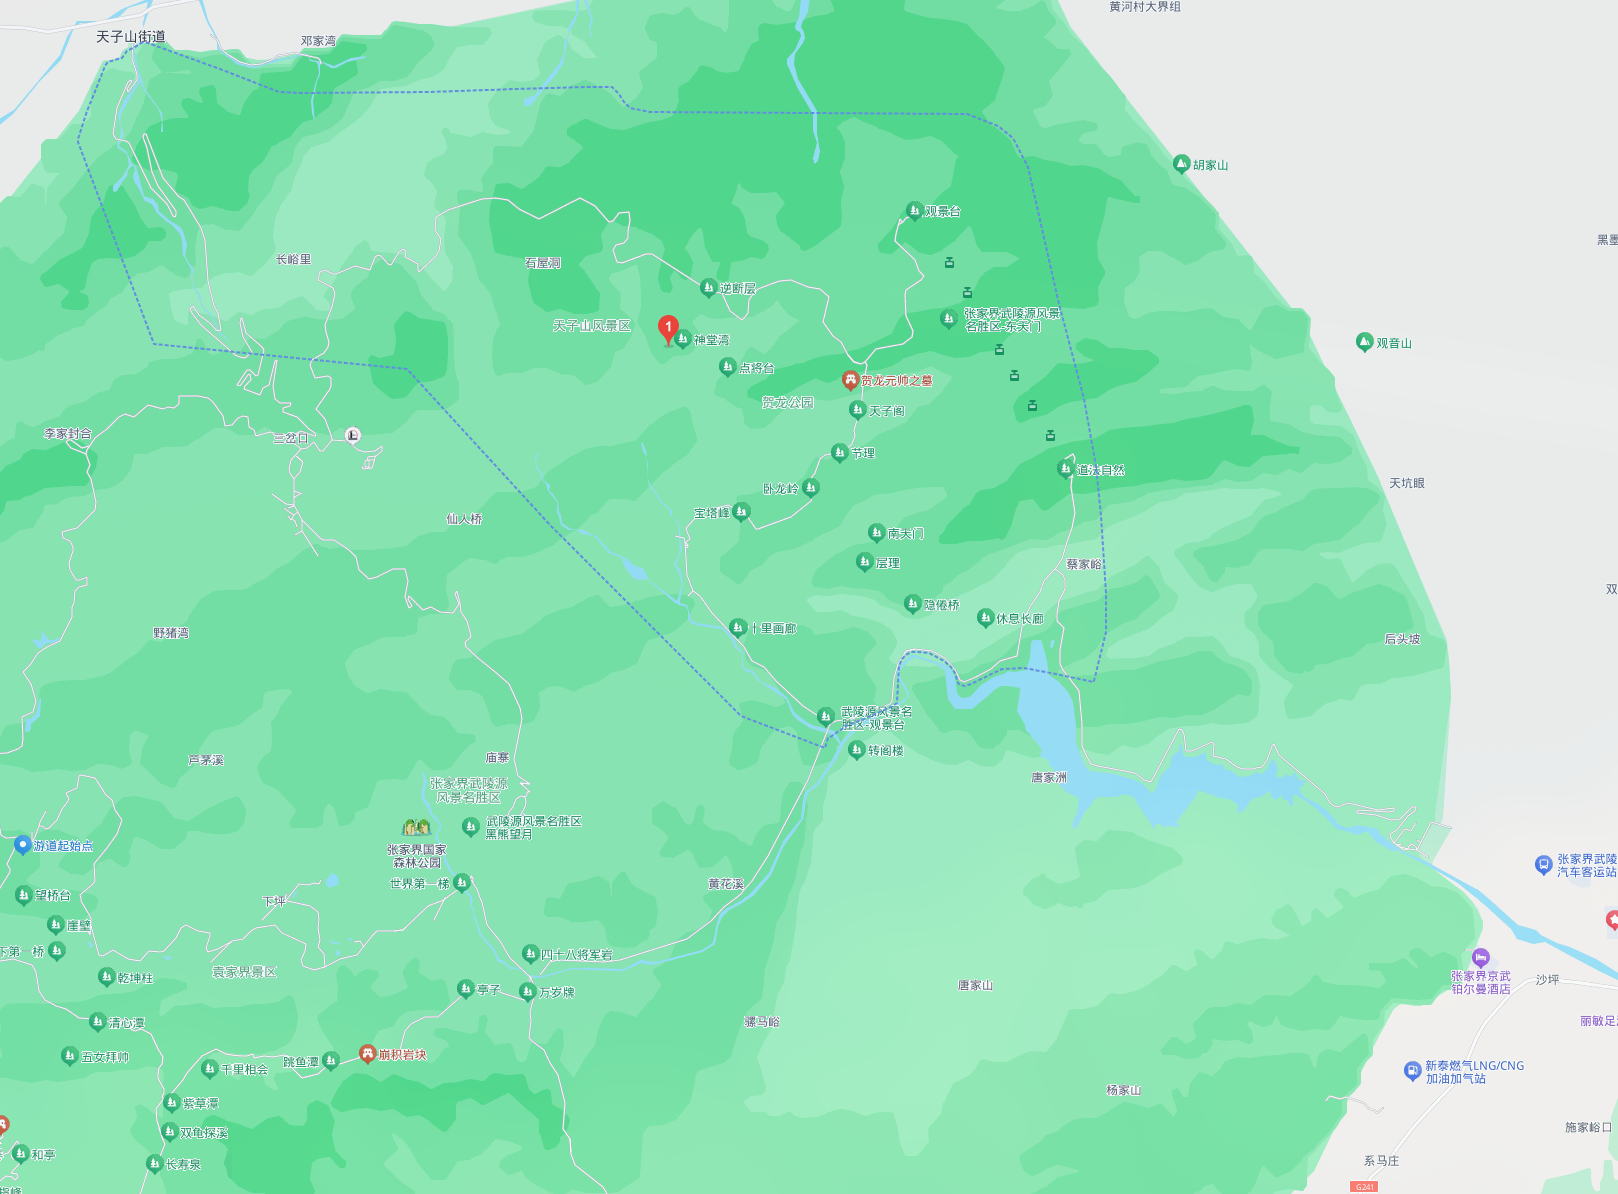 黄河村大界组
天子山街道
邓家湾
胡家山
观景台
黑墨
长峪里
石屋洞
逆断层
天子山风景区
1
神堂湾
张家界武陵源风景
名胜区-东天门
观音山
点将台
贺龙元帅之墓
贺龙公园
天子阁
李家封合
三岔口
节理
道法自然
卧龙岭
天坑眼
宝塔峰
仙人桥
南天门
层理
蔡家峪
双
隐倦桥
休息长廊
野猪湾
十里画廊
后头坡
武陵源风景名
胜区-观景台
转阁楼
芦茅溪
庙寨
唐家洲
张家界武陵源
风景名胜区
武陵源风景名胜区
黑熊望月
张家界国家
森林公园
游道起始点
张家界武陵
汽车客运站
世界第一梯
黄花溪
望桥台
下坪
崖壁
下第一桥
四十八将军岩
袁家界景区
乾坤柱
张家界京武
铂尔曼酒店
沙坪
亭子
万岁牌
唐家山
清心潭
骡马峪
丽敏足
五女拜帅
千里相会
跳鱼潭
崩积岩块
新泰燃气LNG/CNG
加油加气站
杨家山
紫草潭
双龟探溪
施家峪口
和亭
长寿泉
系马庄
G241